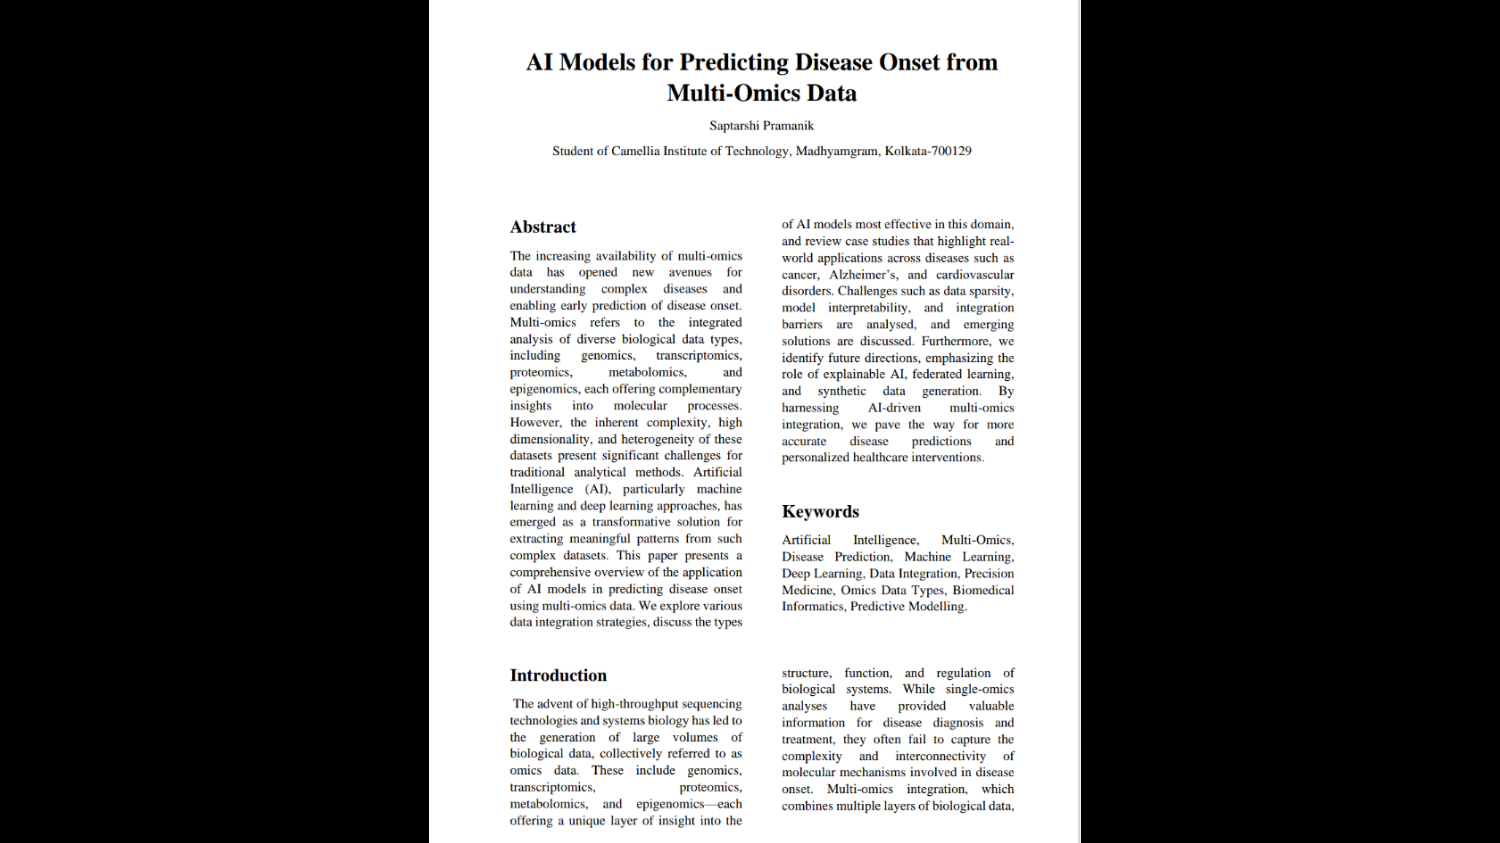 AI Models for Predicting Disease Onset from
Multi-Omics Data
Saptarshi Pramanik
Student of Camellia Institute of Technology, Madhyamgram, Kolkata-700129
Abstract
The increasing availability of multi-omics
data has opened new avenues for
understanding complex diseases and
enabling early prediction of disease onset.
Multi-omics refers to the integrated
analysis of diverse biological data types,
including genomics, transcriptomics,
proteomics, metabolomics, and
epigenomics, each offering complementary
insights into molecular processes.
However, the inherent complexity, high
dimensionality, and heterogeneity of these
datasets present significant challenges for
traditional analytical methods. Artificial
Intelligence (AI), particularly machine
learning and deep learning approaches, has
emerged as a transformative solution for
extracting meaningful patterns from such
complex datasets. This paper presents a
comprehensive overview of the application
of AI models in predicting disease onset
using multi-omics data. We explore various
data integration strategies, discuss the types
of AI models most effective in this domain,
and review case studies that highlight real-
world applications across diseases such as
cancer, Alzheimer's, and cardiovascular
disorders. Challenges such as data sparsity,
model interpretability, and integration
barriers are analysed, and emerging
solutions are discussed. Furthermore, we
identify future directions, emphasizing the
role of explainable AI, federated learning,
and synthetic data generation. By
harnessing AI-driven multi-omics
integration, we pave the way for more
accurate disease predictions and
personalized healthcare interventions.
Keywords
Artificial Intelligence, Multi-Omics,
Disease Prediction, Machine Learning,
Deep Learning, Data Integration, Precision
Medicine, Omics Data Types, Biomedical
Informatics, Predictive Modelling.
Introduction
The advent of high-throughput sequencing
technologies and systems biology has led to
the generation of large volumes of
biological data, collectively referred to as
omics data. These include genomics,
transcriptomics, proteomics,
metabolomics, and epigenomics—each
offering a unique layer of insight into the
structure, function, and regulation of
biological systems. While single-omics
analyses have provided valuable
information for disease diagnosis and
treatment, they often fail to capture the
complexity and interconnectivity of
molecular mechanisms involved in disease
onset. Multi-omics integration, which
combines multiple layers of biological data,